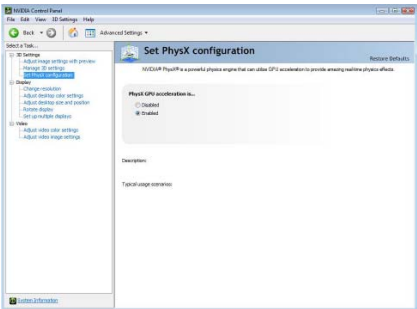 NVIDIA Control Panel
File Edit View 3D Settings Help
Back Advanced Settings
Select a Task...
3D Settings
Adjust image settings with preview
Manage 3D settings
Set PhysX configuration
Display
Change resolution
Adjust desktop color settings
Adjust desktop size and position
Rotate display
Set up multiple displays
Video
Adjust video color settings
Adjust video image settings
System Information
Set PhysX configuration
Restore Defaults
NVIDIA® PhysX® is a powerful physics engine that can utilize GPU acceleration to provide amazing real-time physics effects.
PhysX GPU acceleration is...
Disabled
Enabled
Description:
Typical usage scenarios: